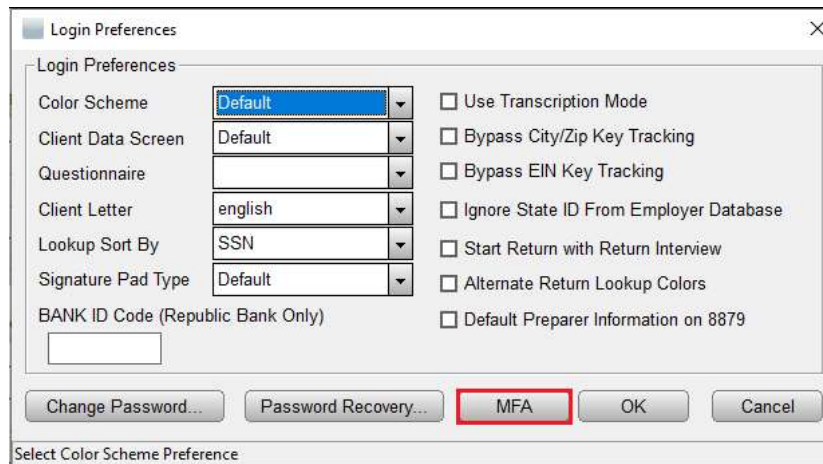 Login Preferences
Login Preferences
Color Scheme Default
Client Data Screen Default
Questionnaire
Client Letter english
Lookup Sort By SSN
Signature Pad Type Default
BANK ID Code (Republic Bank Only)
Use Transcription Mode
Bypass City/Zip Key Tracking
Bypass EIN Key Tracking
Ignore State ID From Employer Database
Start Return with Return Interview
Alternate Return Lookup Colors
Default Preparer Information on 8879
Change Password... Password Recovery... MFA OK Cancel
Select Color Scheme Preference